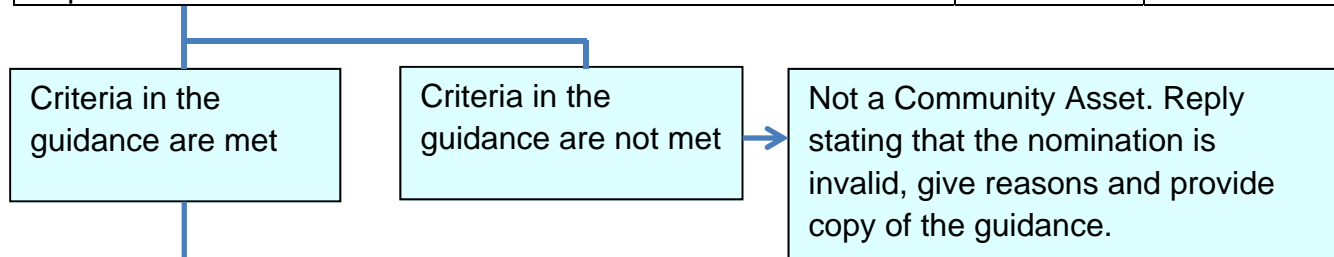 Criteria in the
guidance are met
Criteria in the
guidance are not met
Not a Community Asset. Reply
stating that the nomination is
invalid, give reasons and provide
copy of the guidance.